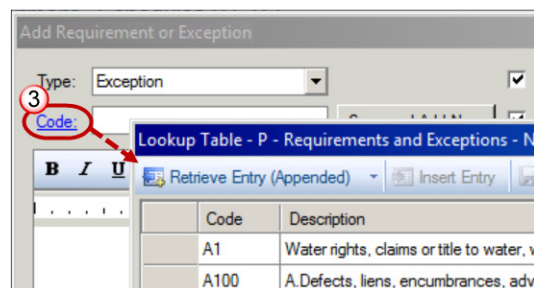 Add Requirement or Exception
Type: Exception
3
Code:
Lookup Table - P - Requirements and Exceptions - N
B I U
Retrieve Entry (Appended) Insert Entry
Code Description
A1 Water rights, claims or title to water,
A100 A.Defects, liens, encumbrances, adv